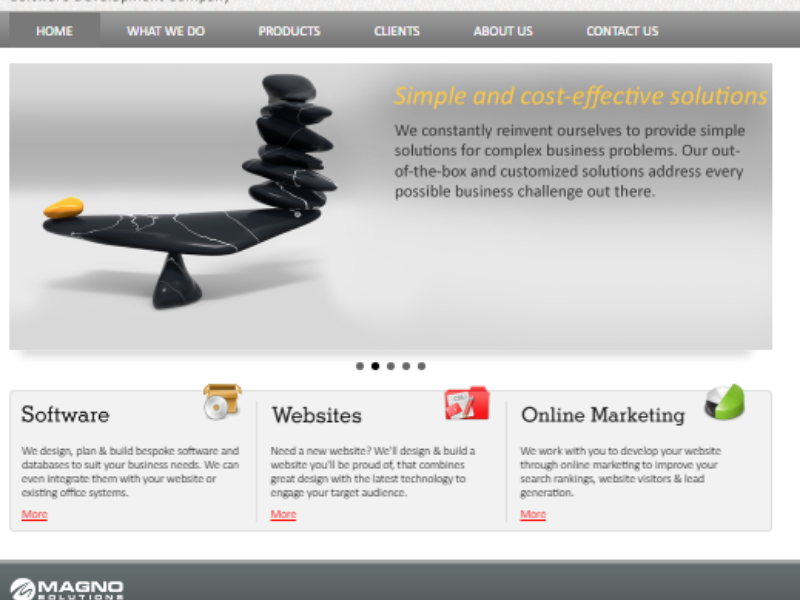 Software Development Company
HOME WHAT WE DO PRODUCTS CLIENTS ABOUT US CONTACT US
Simple and cost-effective solutions
We constantly reinvent ourselves to provide simple
solutions for complex business problems. Our out-
of-the-box and customized solutions address every
possible business challenge out there.
Software
We design, plan & build bespoke software and
databases to suit your business needs. We can
even integrate them with your website or
existing office systems.
More
Websites
Need a new website? We'll design & build a
website you'll be proud of, that combines
great design with the latest technology to
engage your target audience.
More
Online Marketing
We work with you to develop your website
through online marketing to improve your
search rankings, website visitors & lead
generation.
More
MAGNO
SOLUTIONS